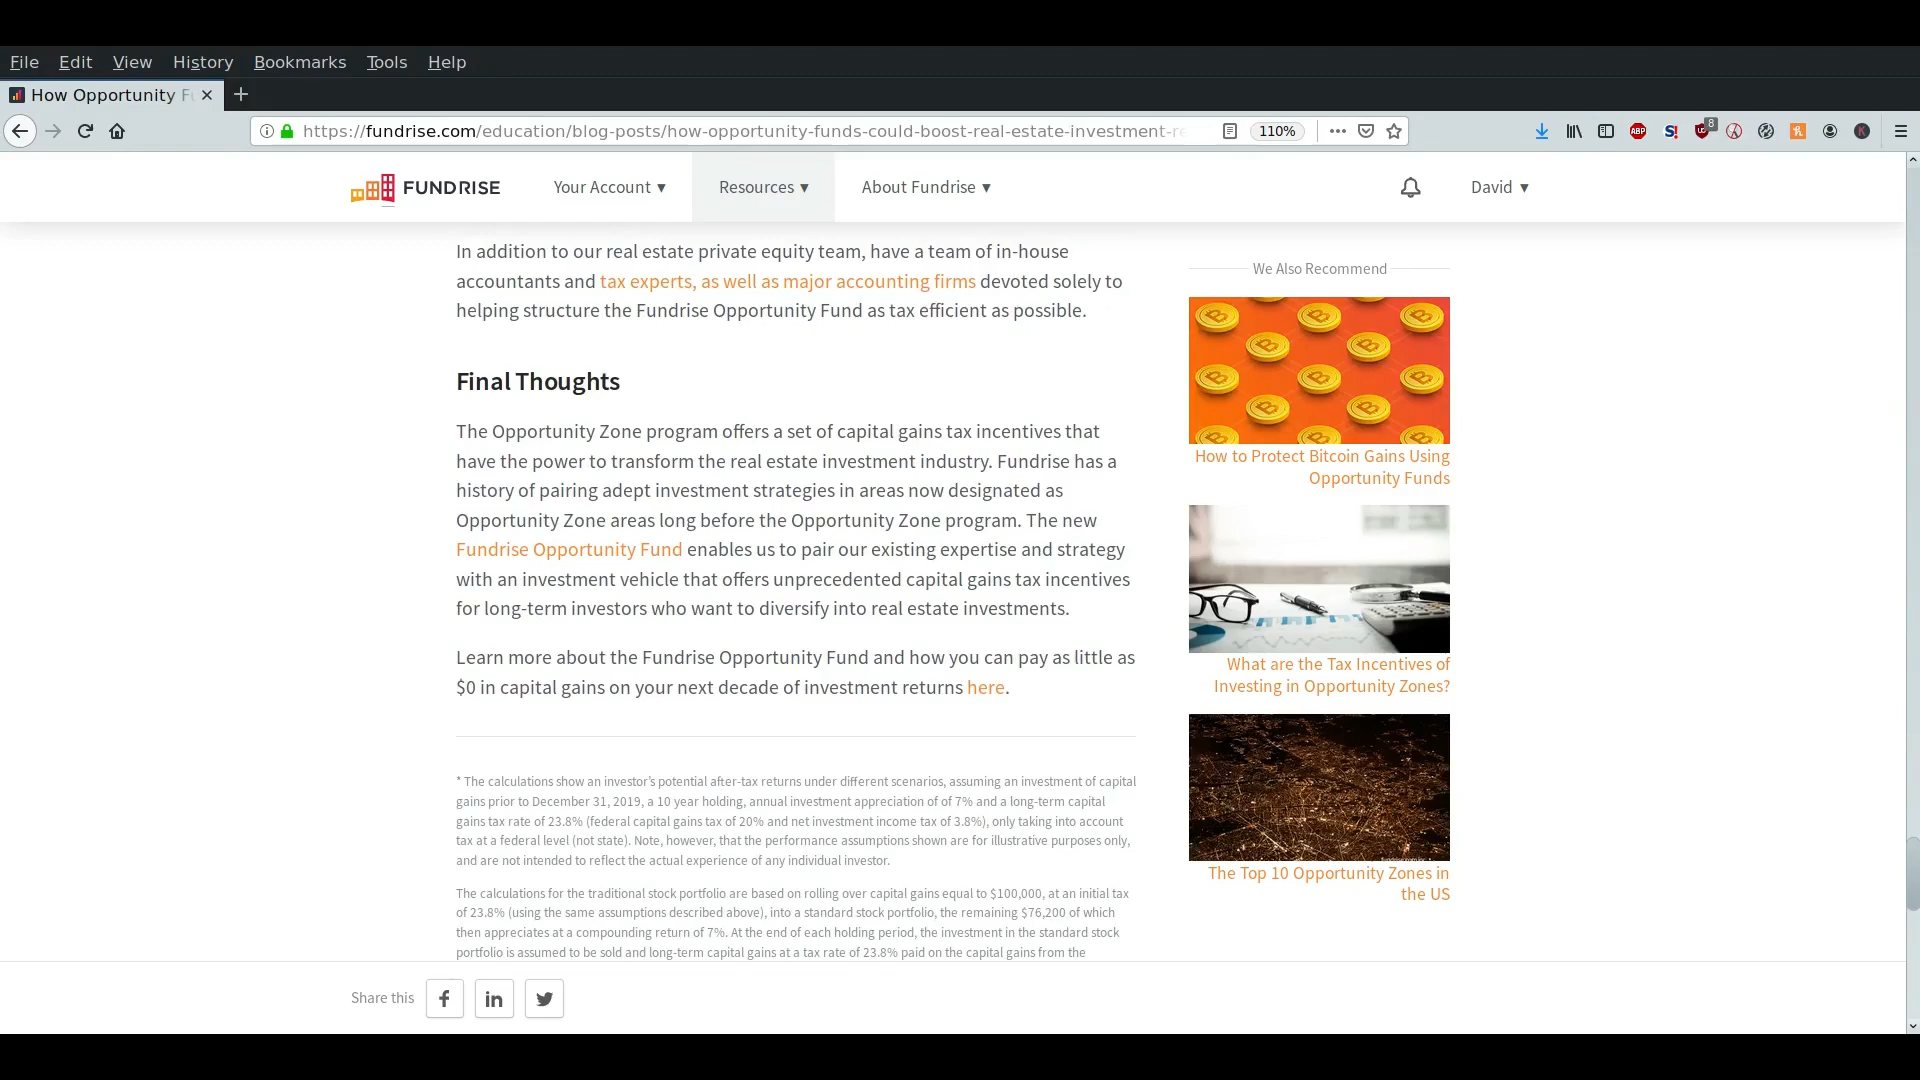 File Edit View History Bookmarks Tools Help
How Opportunity F
https://fundrise.com/education/blog-posts/how-opportunity-funds-could-boost-real-estate-investment-re
110%
ABP
S!
8
K
FUNDRISE
Your Account ▾
Resources ▾
About Fundrise ▾
David ▾
In addition to our real estate private equity team, have a team of in-house
accountants and tax experts, as well as major accounting firms devoted solely to
helping structure the Fundrise Opportunity Fund as tax efficient as possible.
Final Thoughts
The Opportunity Zone program offers a set of capital gains tax incentives that
have the power to transform the real estate investment industry. Fundrise has a
history of pairing adept investment strategies in areas now designated as
Opportunity Zone areas long before the Opportunity Zone program. The new
Fundrise Opportunity Fund enables us to pair our existing expertise and strategy
with an investment vehicle that offers unprecedented capital gains tax incentives
for long-term investors who want to diversify into real estate investments.
Learn more about the Fundrise Opportunity Fund and how you can pay as little as
$0 in capital gains on your next decade of investment returns here.
* The calculations show an investor’s potential after-tax returns under different scenarios, assuming an investment of capital
gains prior to December 31, 2019, a 10 year holding, annual investment appreciation of of 7% and a long-term capital
gains tax rate of 23.8% (federal capital gains tax of 20% and net investment income tax of 3.8%), only taking into account
tax at a federal level (not state). Note, however, that the performance assumptions shown are for illustrative purposes only,
and are not intended to reflect the actual experience of any individual investor.
The calculations for the traditional stock portfolio are based on rolling over capital gains equal to $100,000, at an initial tax
of 23.8% (using the same assumptions described above), into a standard stock portfolio, the remaining $76,200 of which
then appreciates at a compounding return of 7%. At the end of each holding period, the investment in the standard stock
portfolio is assumed to be sold and long-term capital gains at a tax rate of 23.8% paid on the capital gains from the
We Also Recommend
How to Protect Bitcoin Gains Using
Opportunity Funds
What are the Tax Incentives of
Investing in Opportunity Zones?
The Top 10 Opportunity Zones in
the US
Share this